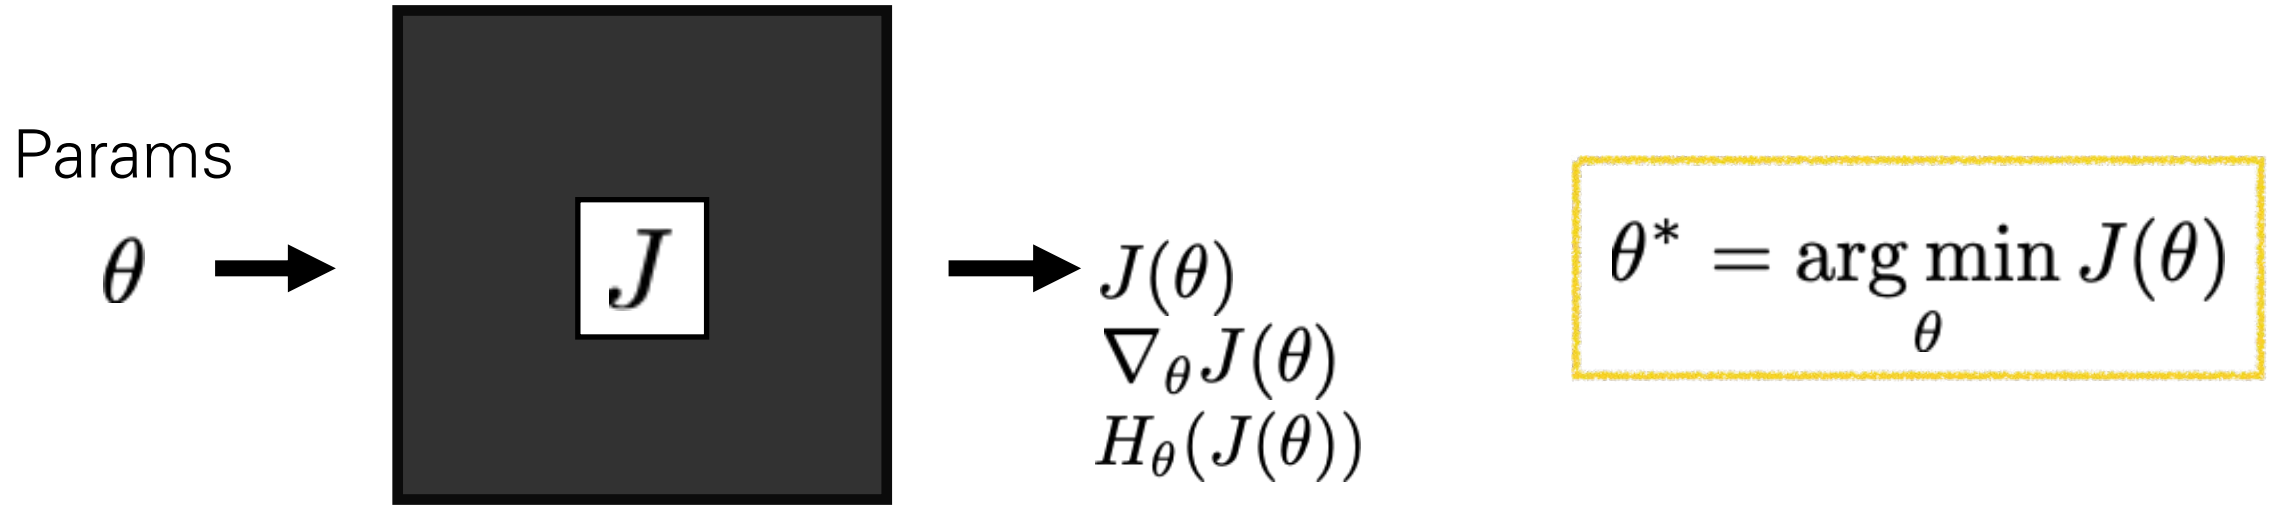 Params
θ
J
J(θ)
∇θJ(θ)
Hθ(J(θ))
θ* = arg min J(θ)
θ